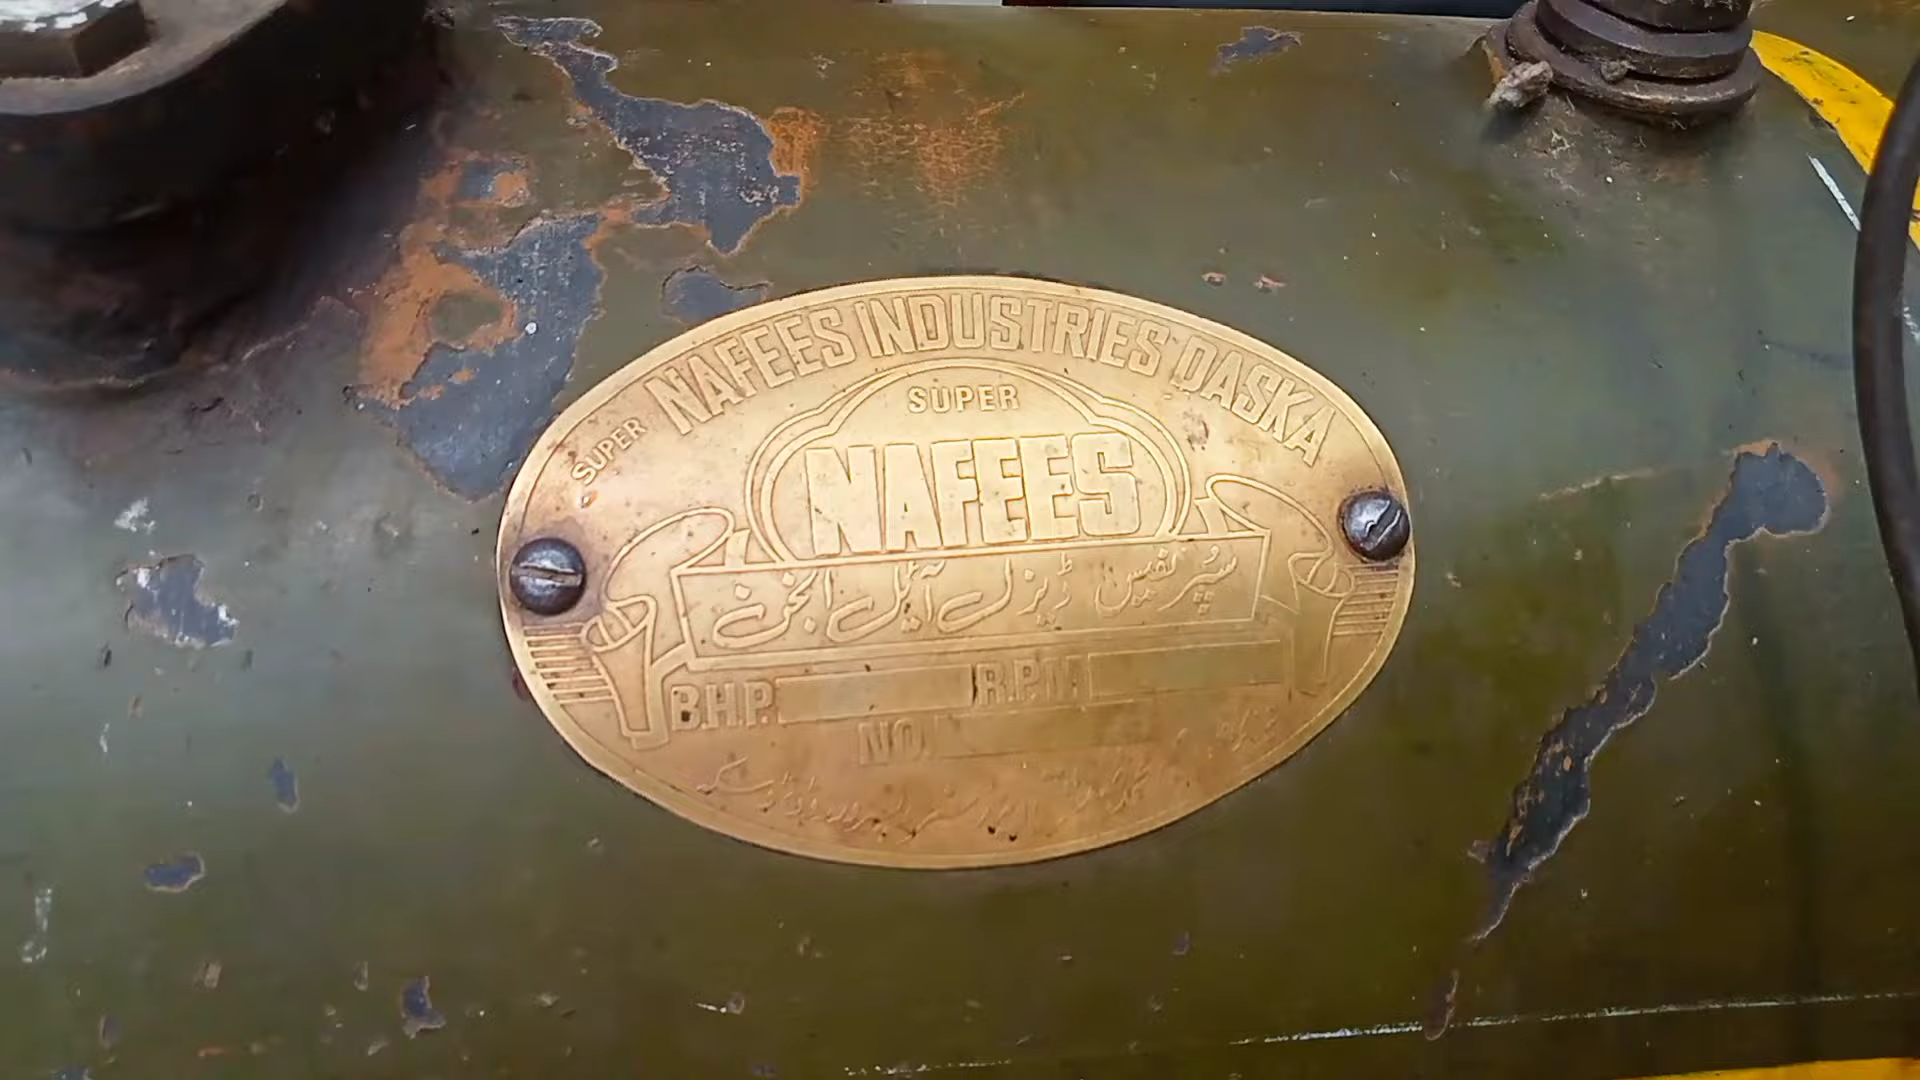 SUPER NAFEES INDUSTRIES DASKA
SUPER
NAFEES
سپر نفیس ڈیزل آئل انجن
B.H.P. R.P.M.
NO.